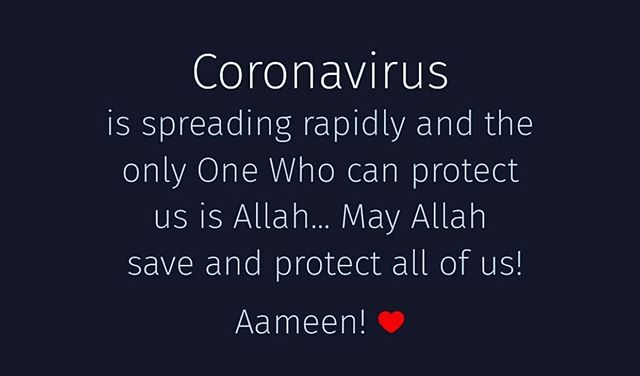 Coronavirus
is spreading rapidly and the
only One Who can protect
us is Allah... May Allah
save and protect all of us!
Aameen! ❤